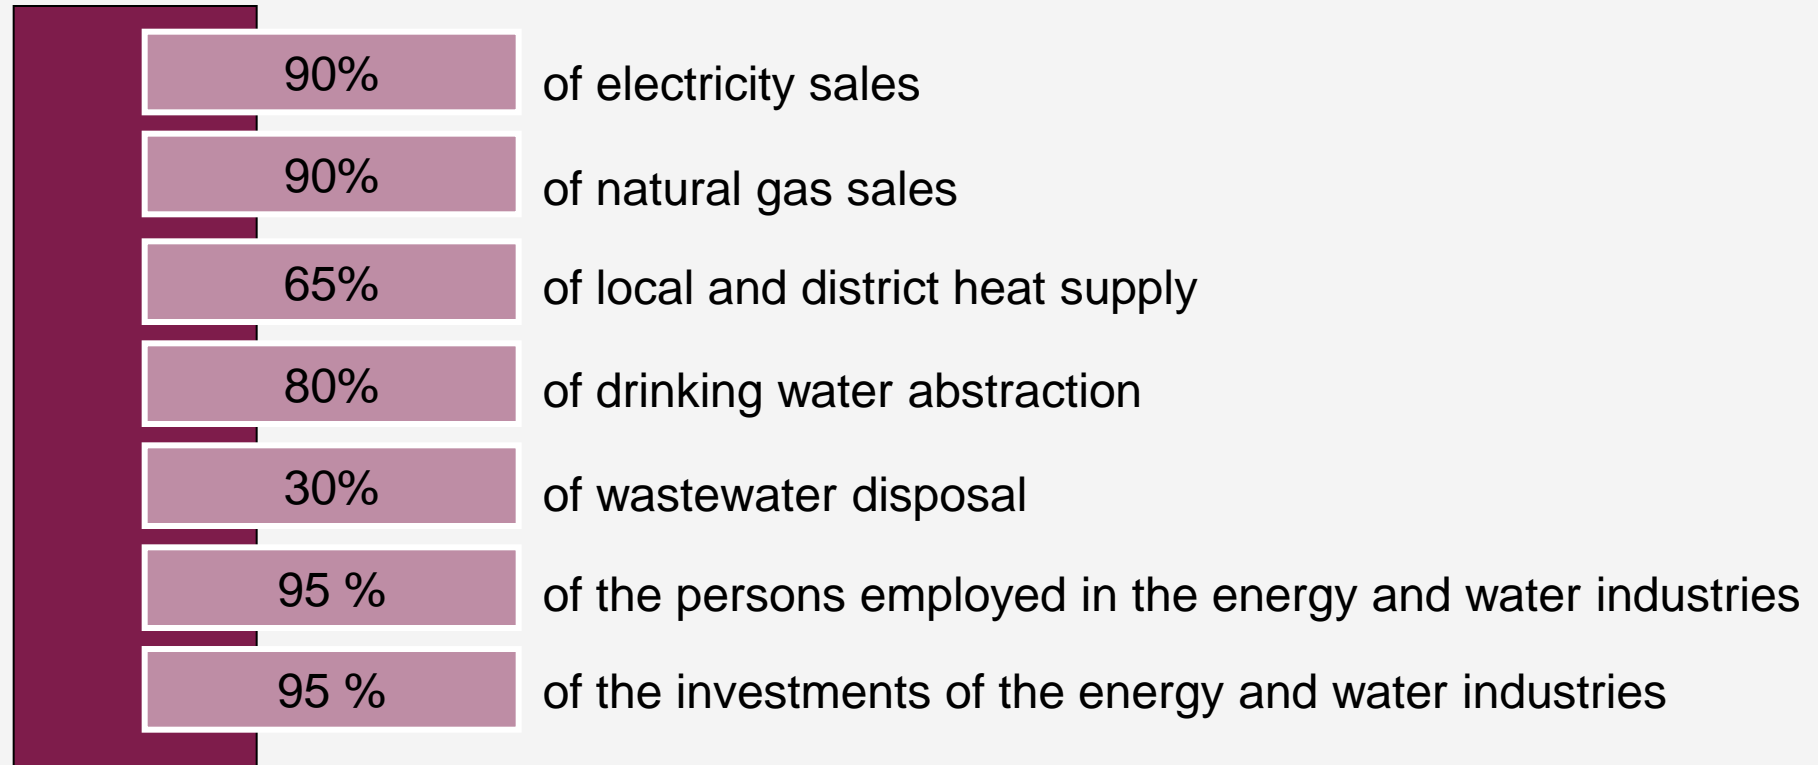 90% of electricity sales
90% of natural gas sales
65% of local and district heat supply
80% of drinking water abstraction
30% of wastewater disposal
95 % of the persons employed in the energy and water industries
95 % of the investments of the energy and water industries